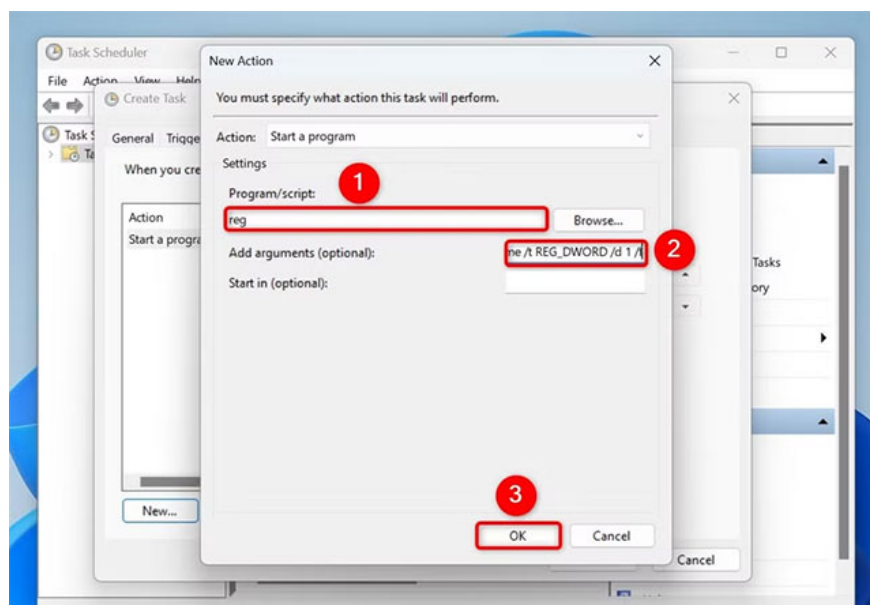 Task Scheduler
File Action View Help
Create Task
New Action
You must specify what action this task will perform.
General
Action: Start a program
When you cre
Settings
1
Program/script:
Action
reg
Browse...
2
Start a progra
Add arguments (optional):
me /t REG_DWORD /d 1 /f
Tasks
Start in (optional):
ory
3
New...
OK
Cancel
Cancel